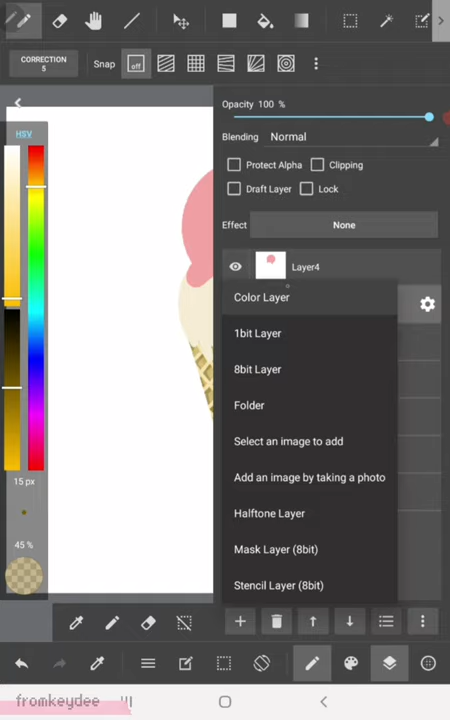 CORRECTION
5
Snap
off
HSV
Opacity 100 %
Blending
Normal
Protect Alpha
Clipping
Draft Layer
Lock
Effect
None
Layer4
Color Layer
1bit Layer
8bit Layer
Folder
Select an image to add
Add an image by taking a photo
Halftone Layer
Mask Layer (8bit)
Stencil Layer (8bit)
15 px
45 %
fromkeydee